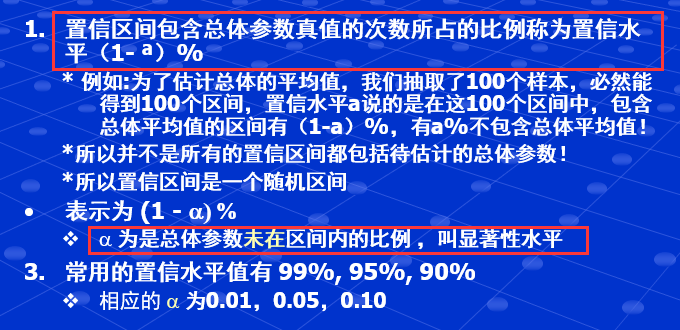 1. 置信区间包含总体参数真值的次数所占的比例称为置信水
平（1- a）%
* 例如:为了估计总体的平均值，我们抽取了100个样本，必然能
得到100个区间，置信水平a说的是在这100个区间中，包含
总体平均值的区间有（1-a）%，有a%不包含总体平均值！
*所以并不是所有的置信区间都包括待估计的总体参数！
*所以置信区间是一个随机区间
• 表示为 (1 - α)%
❖ α 为是总体参数未在区间内的比例 ，叫显著性水平
3. 常用的置信水平值有 99%, 95%, 90%
❖ 相应的 α 为0.01，0.05，0.10